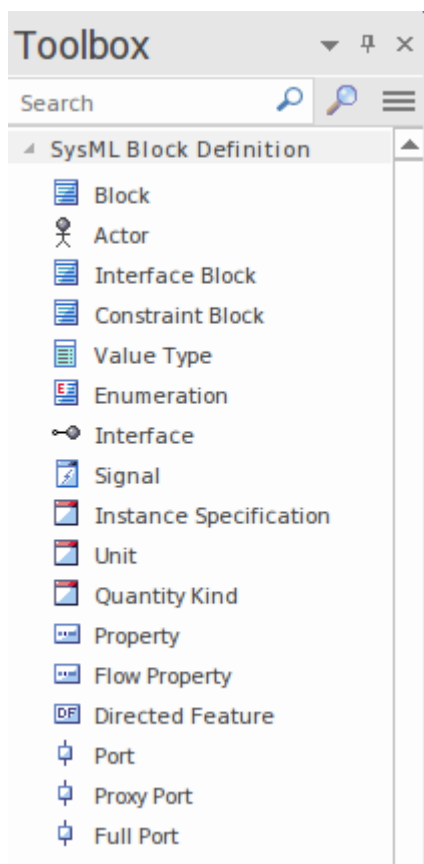 Toolbox
Search
SysML Block Definition
Block
Actor
Interface Block
Constraint Block
Value Type
Enumeration
Interface
Signal
Instance Specification
Unit
Quantity Kind
Property
Flow Property
DF Directed Feature
Port
Proxy Port
Full Port